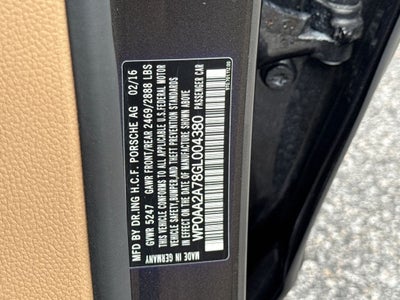 MFD BY DR.ING H.C.F. PORSCHE AG 02/16
GVWR 5247 GAWR FRONT/REAR 2469/2888 LBS
THIS VEHICLE CONFORMS TO ALL
APPLICABLE U.S.FEDERAL MOTOR
VEHICLE SAFETY,BUMPER,AND THEFT PREVENTION STANDARDS
IN EFFECT ON THE DATE OF MANUFACTURE SHOWN ABOVE.
WP0AA2A78GL004380 PASSENGER CAR
MADE IN GERMANY